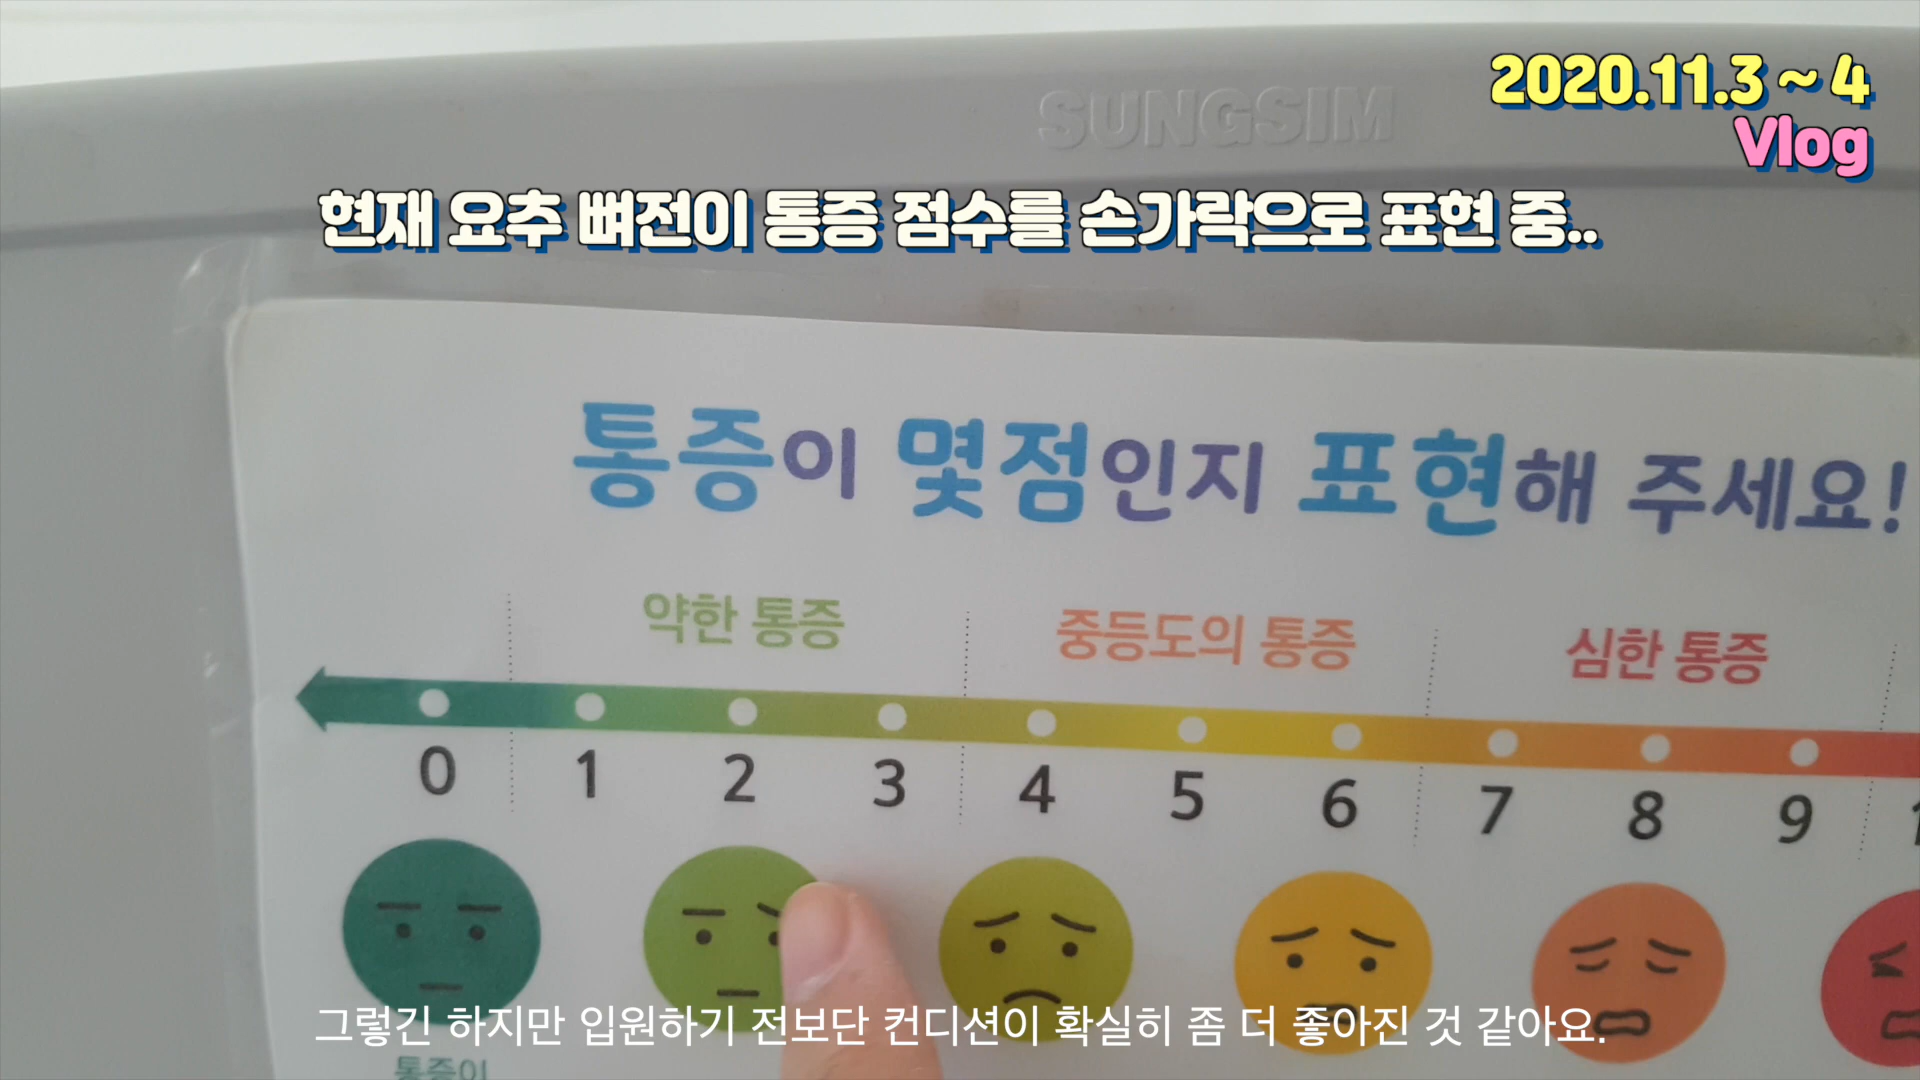 2020.11.3 ~ 4
Vlog
SUNGSIM
현재 요추 뼈전이 통증 점수를 손가락으로 표현 중..
통증이 몇점인지 표현해 주세요!
약한 통증 중등도의 통증 심한 통증
0 1 2 3 4 5 6 7 8 9
그렇긴 하지만 입원하기 전보단 컨디션이 확실히 좀 더 좋아진 것 같아요.
통증이